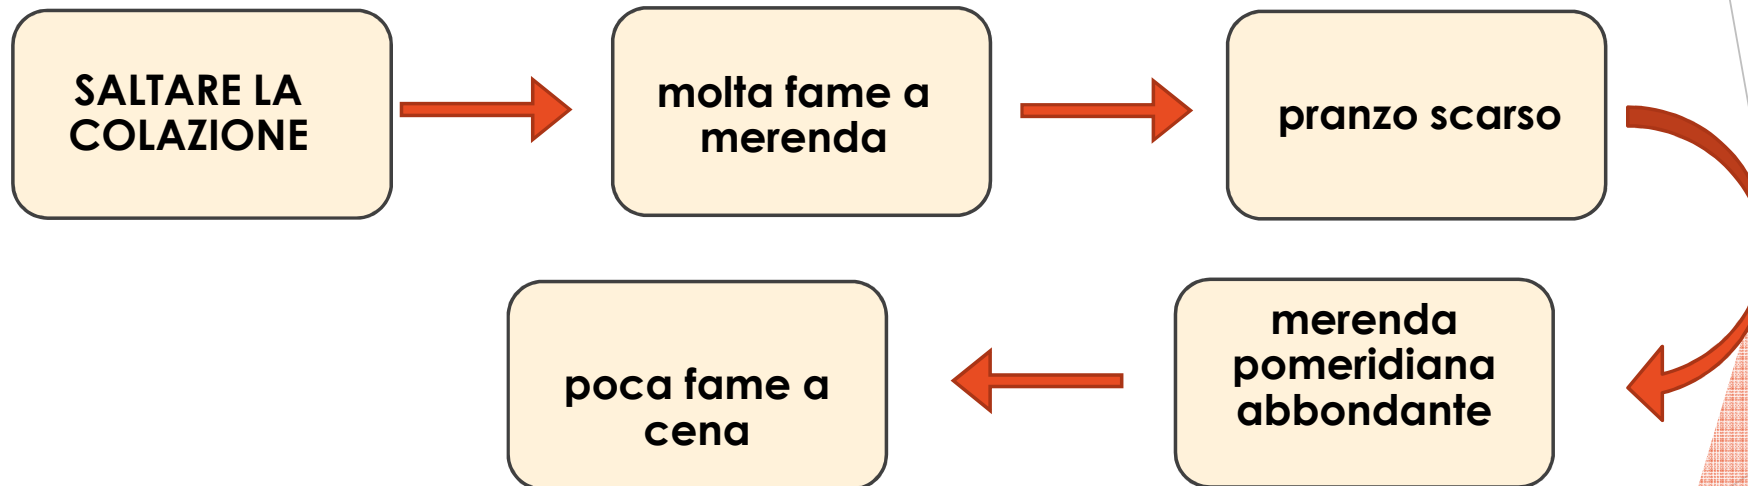 SALTARE LA
COLAZIONE
molta fame a
merenda
pranzo scarso
merenda
pomeridiana
abbondante
poca fame a
cena